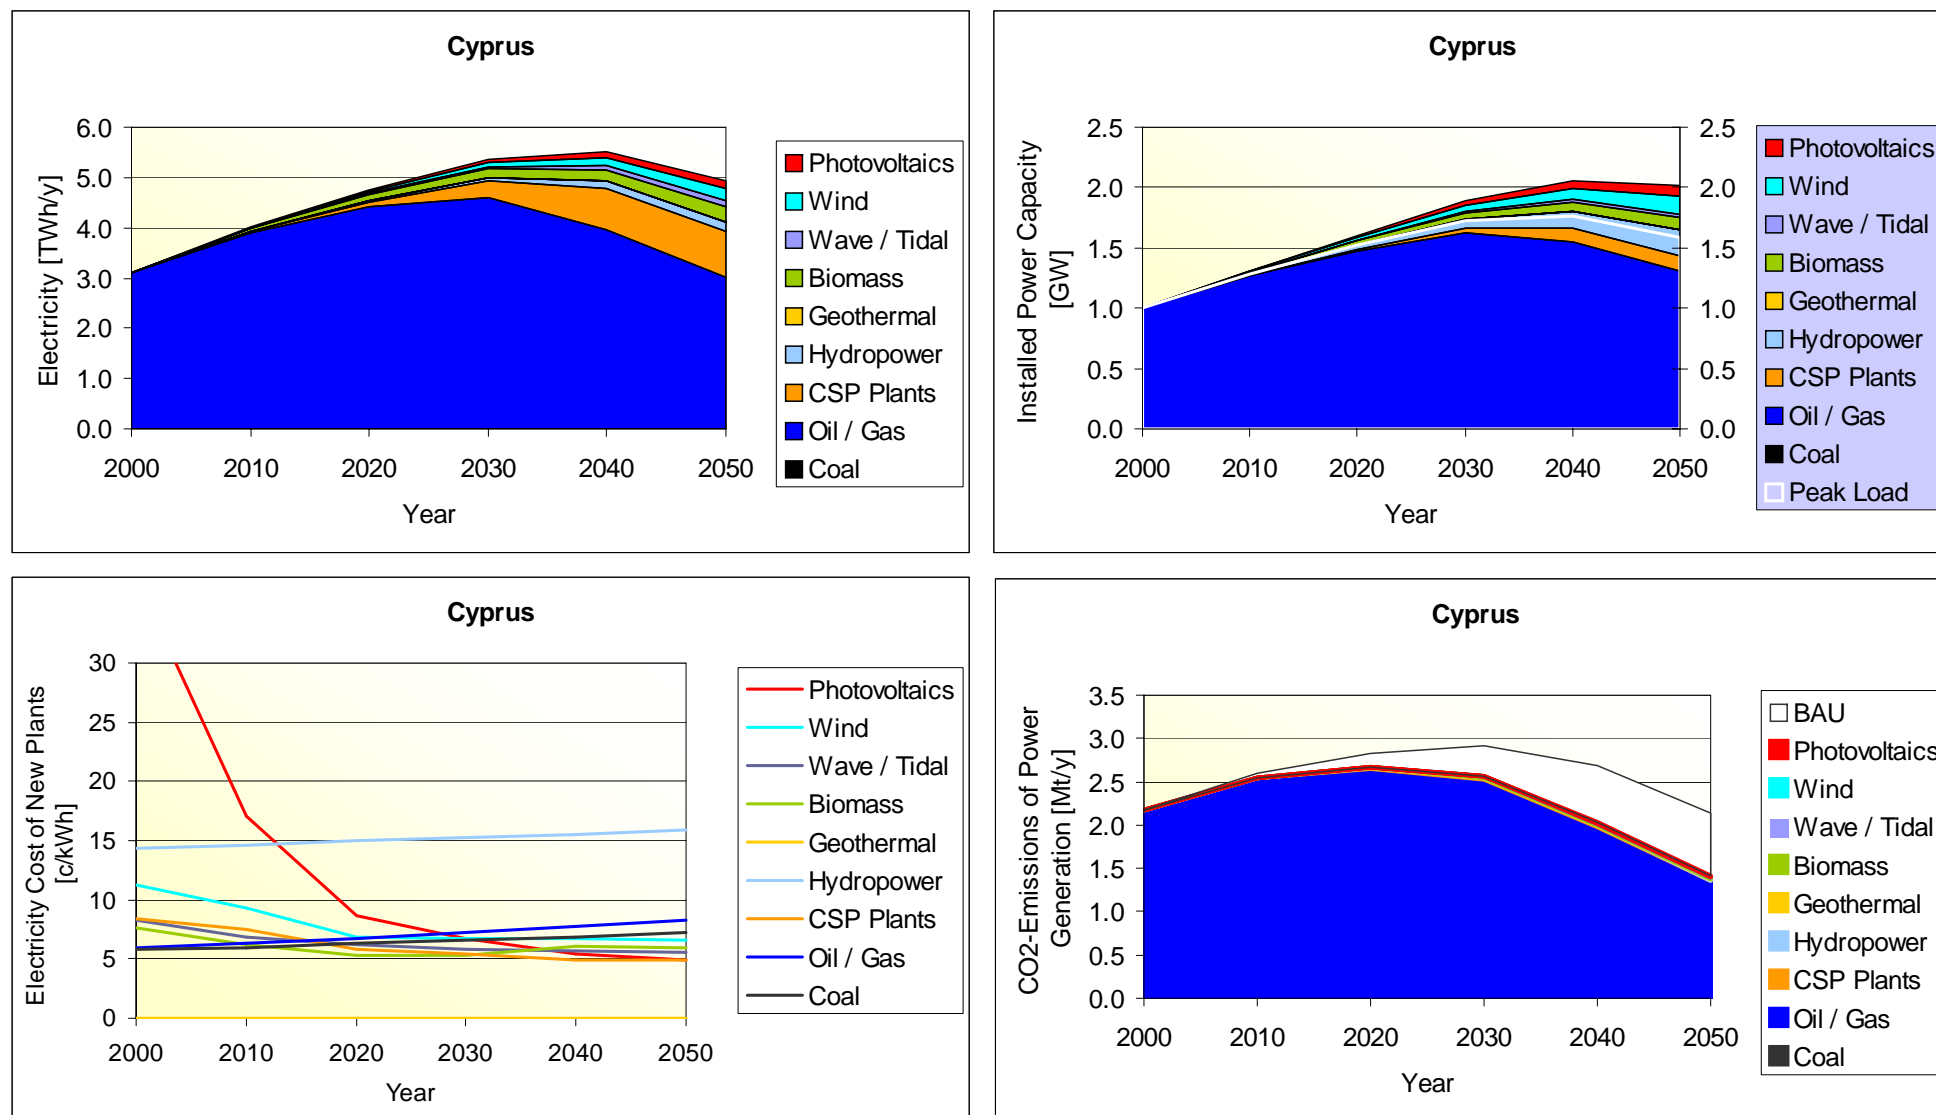 Cyprus
Electricity [TWh/y]
6.0
5.0
4.0
3.0
2.0
1.0
0.0
2000 2010 2020 2030 2040 2050
Year
Photovoltaics
Wind
Wave / Tidal
Biomass
Geothermal
Hydropower
CSP Plants
Oil / Gas
Coal
Cyprus
Installed Power Capacity
[GW]
2.5 2.5
2.0 2.0
1.5 1.5
1.0 1.0
0.5 0.5
0.0 0.0
2000 2010 2020 2030 2040 2050
Year
Photovoltaics
Wind
Wave / Tidal
Biomass
Geothermal
Hydropower
CSP Plants
Oil / Gas
Coal
Peak Load
Cyprus
Electricity Cost of New Plants
[c/kWh]
30
25
20
15
10
5
0
2000 2010 2020 2030 2040 2050
Year
Photovoltaics
Wind
Wave / Tidal
Biomass
Geothermal
Hydropower
CSP Plants
Oil / Gas
Coal
Cyprus
CO2-Emissions of Power
Generation [Mt/y]
3.5
3.0
2.5
2.0
1.5
1.0
0.5
0.0
2000 2010 2020 2030 2040 2050
Year
BAU
Photovoltaics
Wind
Wave / Tidal
Biomass
Geothermal
Hydropower
CSP Plants
Oil / Gas
Coal